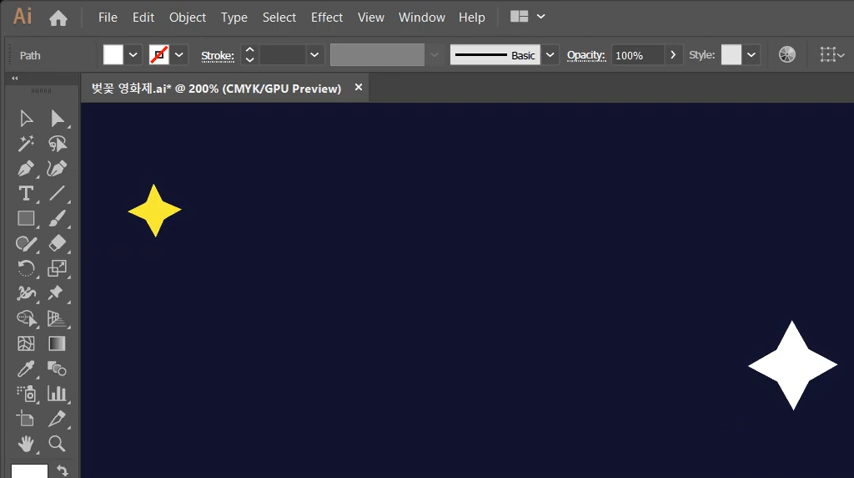 Ai File Edit Object Type Select Effect View Window Help
Path Stroke: Basic Opacity: 100% Style:
벚꽃 영화제.ai* @ 200% (CMYK/GPU Preview) ×
T